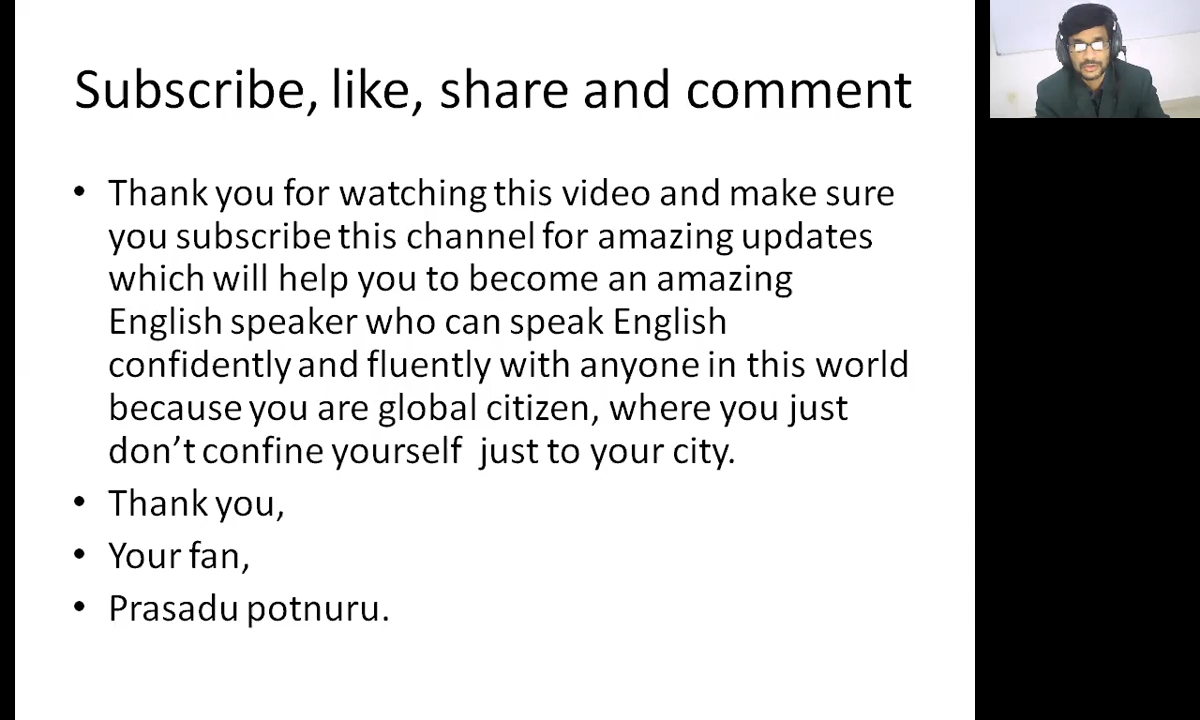 Subscribe, like, share and comment
• Thank you for watching this video and make sure
you subscribe this channel for amazing updates
which will help you to become an amazing
English speaker who can speak English
confidently and fluently with anyone in this world
because you are global citizen, where you just
don’t confine yourself just to your city.
• Thank you,
• Your fan,
• Prasadu potnuru.